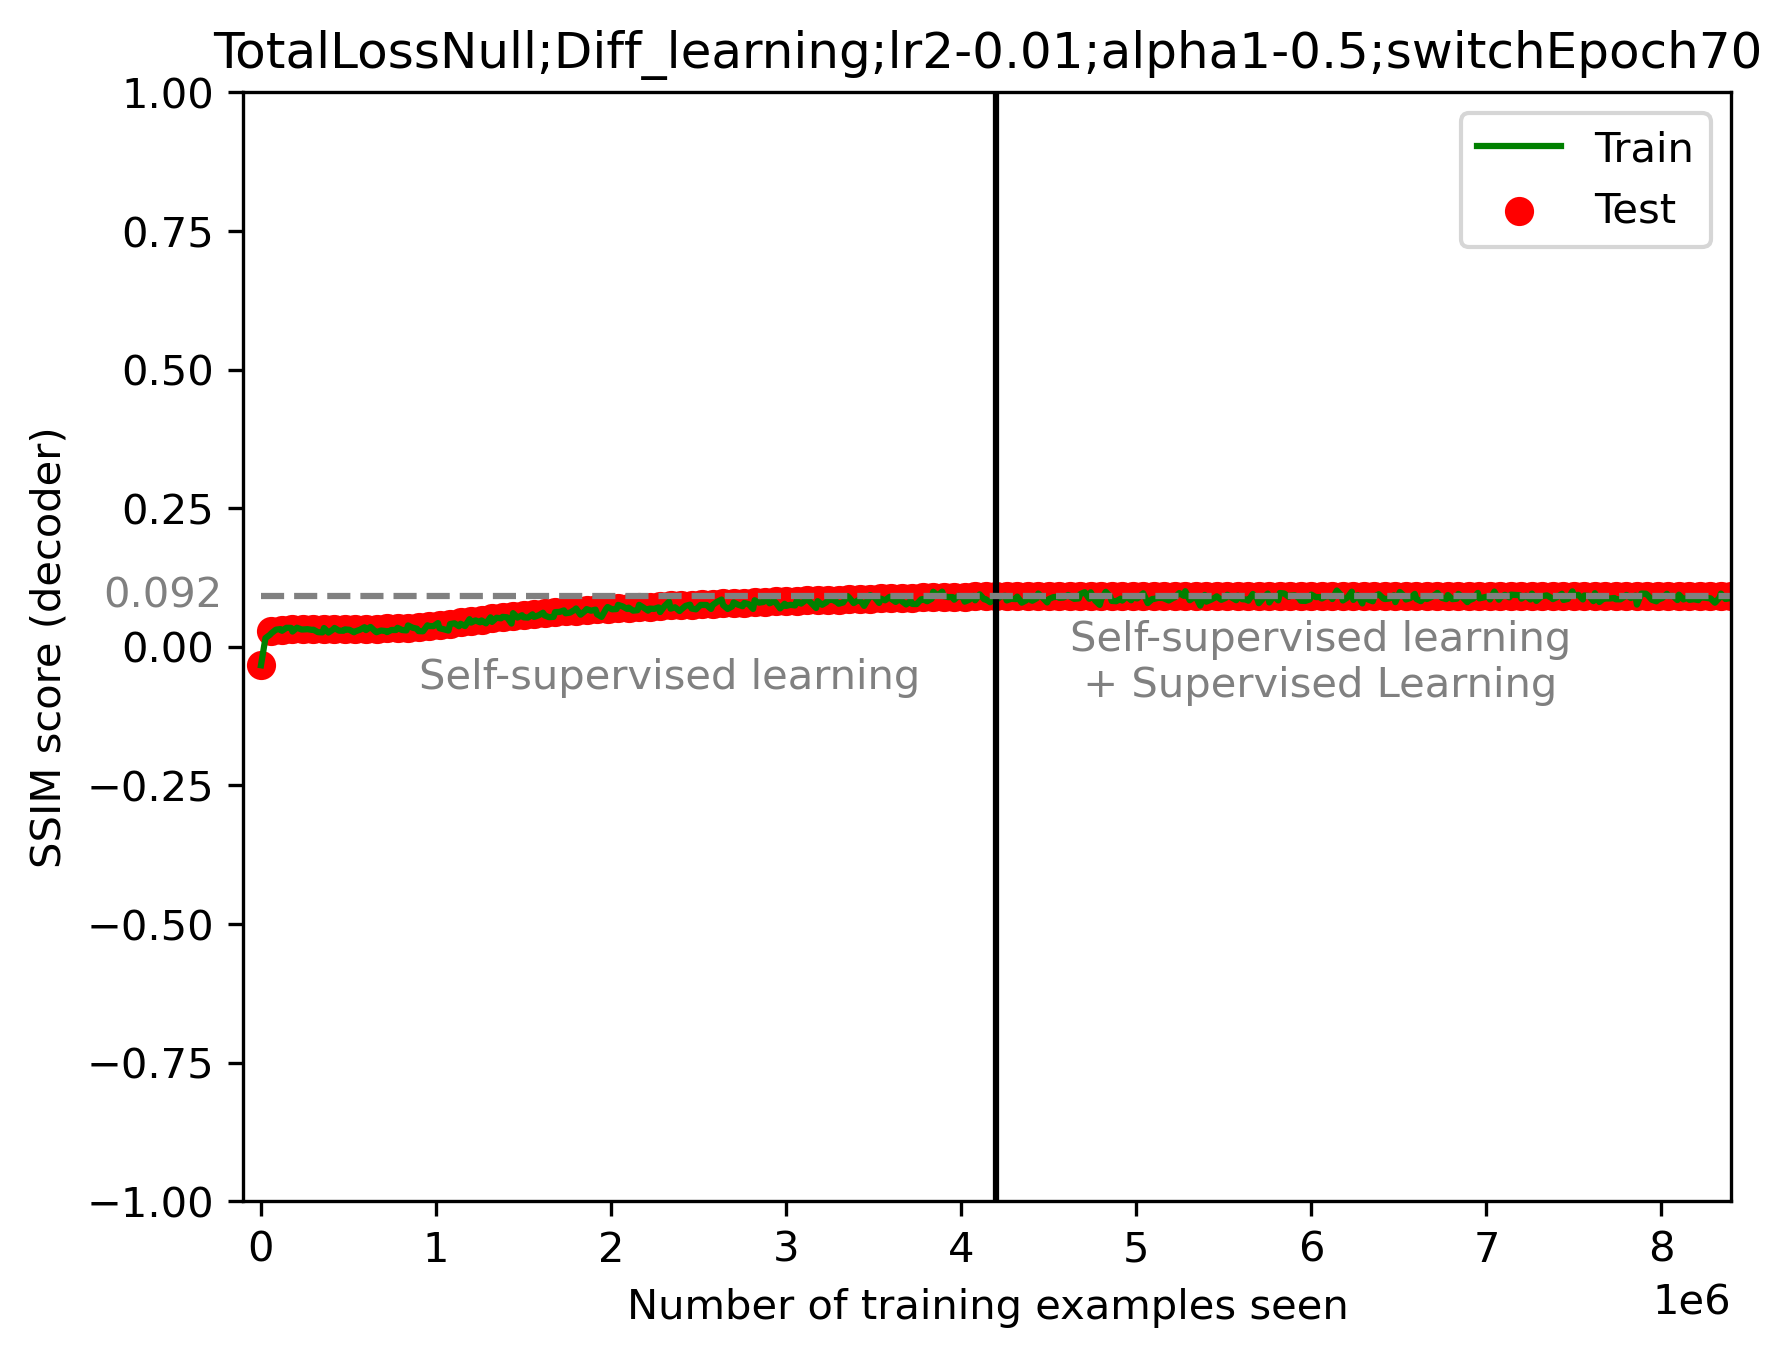 TotalLossNull;Diff_learning;lr2-0.01;alpha1-0.5;switchEpoch70
1.00
0.75
0.50
0.25
0.092
0.00
−0.25
−0.50
−0.75
−1.00
SSIM score (decoder)
Train
Test
Self-supervised learning
Self-supervised learning
+ Supervised Learning
0 1 2 3 4 5 6 7 8
1e6
Number of training examples seen